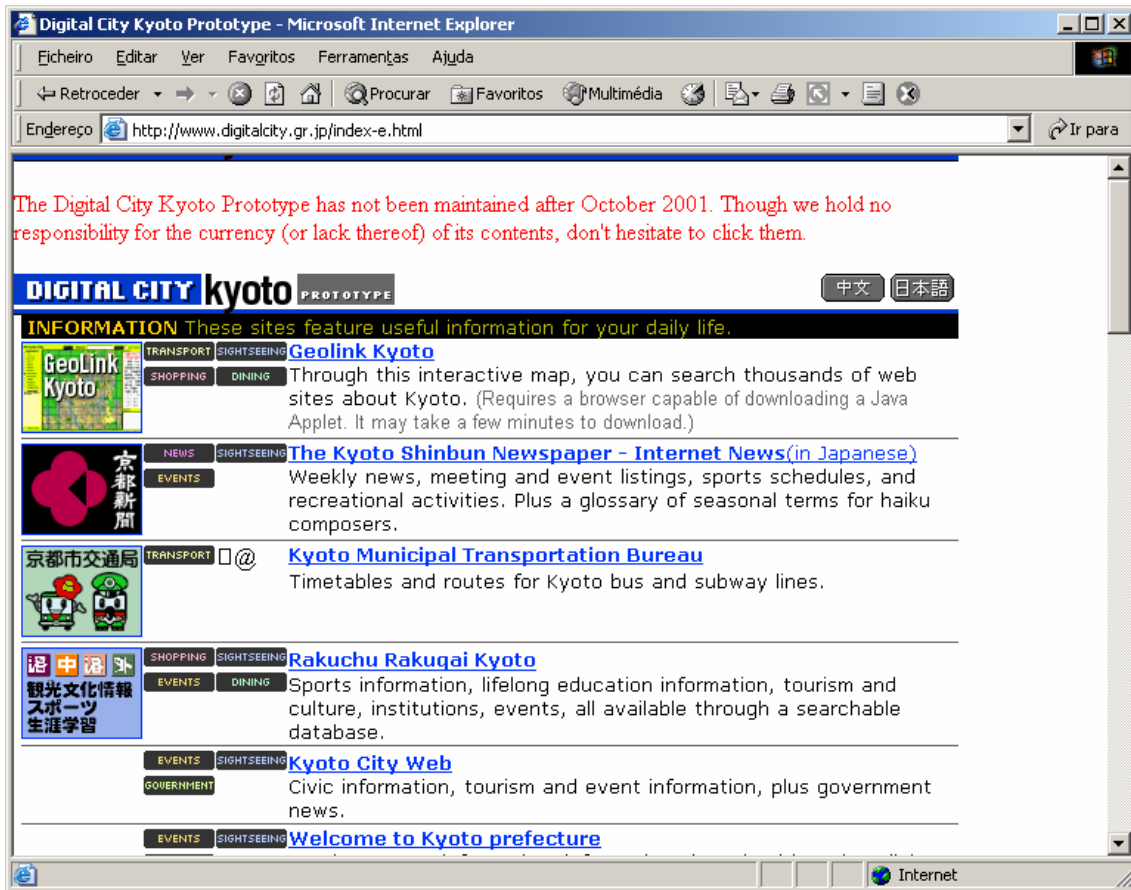 Digital City Kyoto Prototype - Microsoft Internet Explorer
Ficheiro Editar Ver Favoritos Ferramentas Ajuda
Retroceder Procurar Favoritos Multimédia
Endereço http://www.digitalcity.gr.jp/index-e.html Ir para
The Digital City Kyoto Prototype has not been maintained after October 2001. Though we hold no
responsibility for the currency (or lack thereof) of its contents, don't hesitate to click them.
DIGITAL CITY kyoto PROTOTYPE 中文 日本語
INFORMATION These sites feature useful information for your daily life.
GeoLink Kyoto
TRANSPORT SIGHTSEEING Geolink Kyoto
SHOPPING DINING Through this interactive map, you can search thousands of web
sites about Kyoto. (Requires a browser capable of downloading a Java
Applet. It may take a few minutes to download.)
京都新聞
NEWS SIGHTSEEING The Kyoto Shinbun Newspaper - Internet News(in Japanese)
EVENTS Weekly news, meeting and event listings, sports schedules, and
recreational activities. Plus a glossary of seasonal terms for haiku
composers.
京都市交通局 TRANSPORT □@ Kyoto Municipal Transportation Bureau
Timetables and routes for Kyoto bus and subway lines.
洛中洛外
観光文化情報
スポーツ
生涯学習
SHOPPING SIGHTSEEING Rakuchu Rakugai Kyoto
EVENTS DINING Sports information, lifelong education information, tourism and
culture, institutions, events, all available through a searchable
database.
EVENTS SIGHTSEEING Kyoto City Web
GOVERNMENT Civic information, tourism and event information, plus government
news.
EVENTS SIGHTSEEING Welcome to Kyoto prefecture
Internet